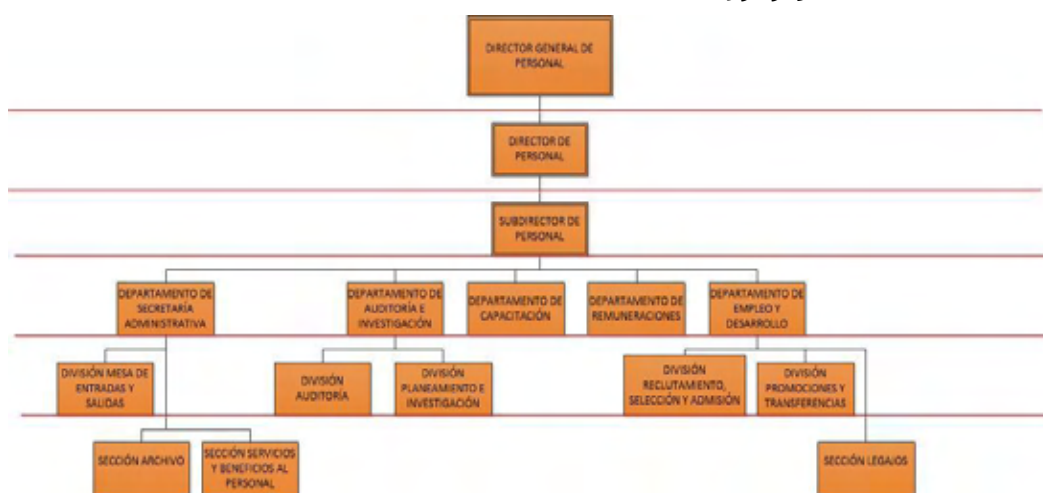 DIRECTOR GENERAL DE
PERSONAL
DIRECTOR DE
PERSONAL
SUBDIRECTOR DE
PERSONAL
DEPARTAMENTO DE
SECRETARÍA
ADMINISTRATIVA
DEPARTAMENTO DE
AUDITORÍA E
INVESTIGACIÓN
DEPARTAMENTO DE
CAPACITACIÓN
DEPARTAMENTO DE
REMUNERACIONES
DEPARTAMENTO DE
EMPLEO Y
DESARROLLO
DIVISIÓN MESA DE
ENTRADAS Y
SALIDAS
DIVISIÓN
AUDITORÍA
DIVISIÓN
PLANEAMIENTO E
INVESTIGACIÓN
DIVISIÓN
RECLUTAMIENTO,
SELECCIÓN Y ADMISIÓN
DIVISIÓN
PROMOCIONES Y
TRANSFERENCIAS
SECCIÓN ARCHIVO
SECCIÓN SERVICIOS
Y BENEFICIOS AL
PERSONAL
SECCIÓN LEGAJOS